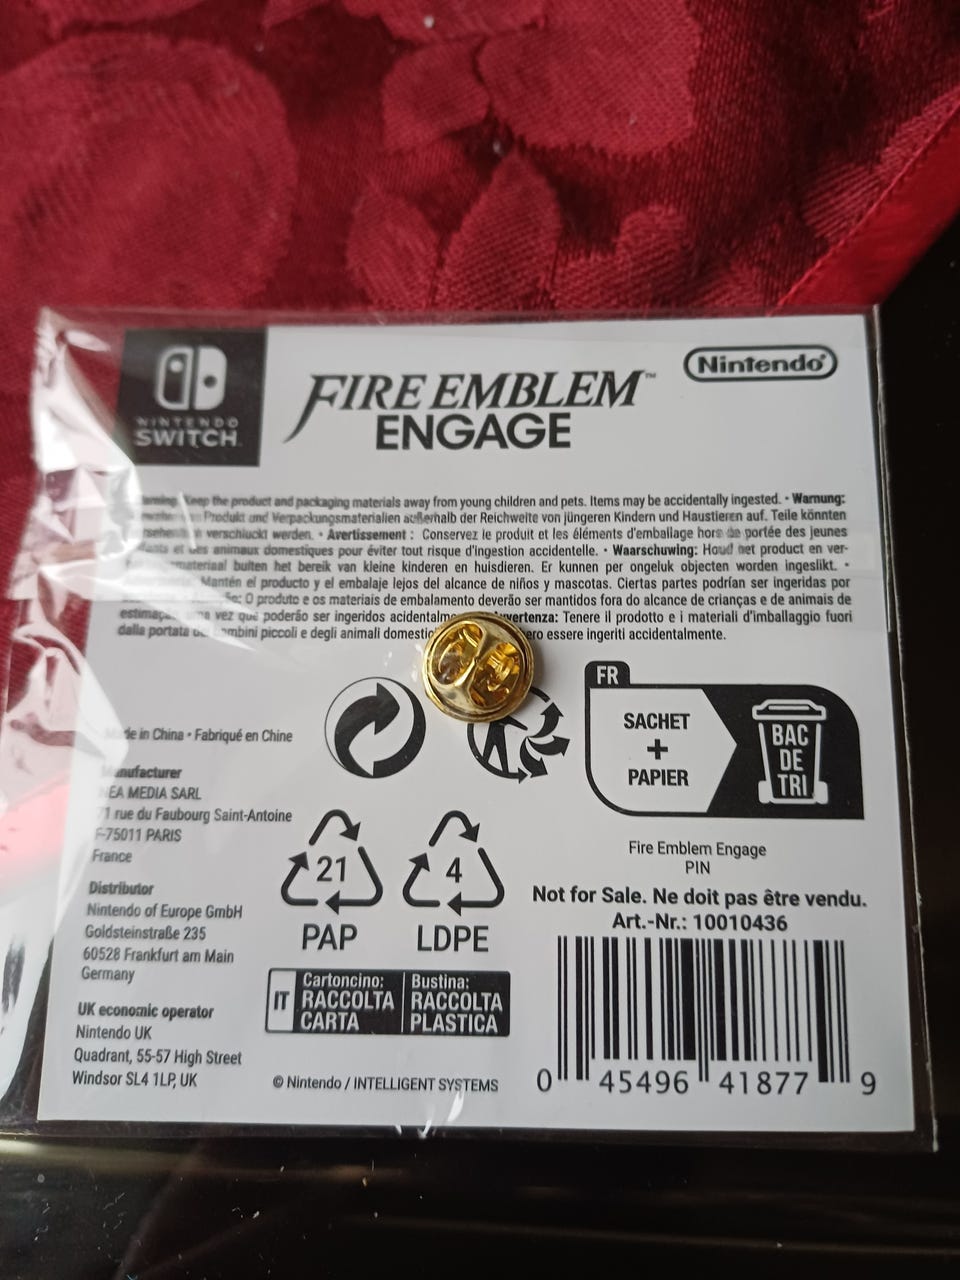 NINTENDO
SWITCH
FIRE EMBLEM™
ENGAGE
Nintendo®
Keep the product and packaging materials away from young children and pets. Items may be accidentally ingested. • Warnung:
Produkt und Verpackungsmaterialien außerhalb der Reichweite von jüngeren Kindern und Haustieren auf. Teile könnten
verschluckt werden. • Avertissement : Conservez le produit et les éléments d'emballage hors de portée des jeunes
et des animaux domestiques pour éviter tout risque d'ingestion accidentelle. • Waarschuwing: Houd het product en ver-
buiten het bereik van kleine kinderen en huisdieren. Er kunnen per ongeluk objecten worden ingeslikt. •
Mantén el producto y el embalaje lejos del alcance de niños y mascotas. Ciertas partes podrían ser ingeridas por
O produto e os materiais de embalamento deverão ser mantidos fora do alcance de crianças e de animais de
vez que poderão ser ingeridos Tenere il prodotto e i materiali d'imballaggio fuori
dalla portata bambini piccoli e degli animali essere ingeriti accidentalmente.
FR
SACHET
+
PAPIER
BAC
DE
TRI
Made in China • Fabriqué en Chine
Manufacturer
NEA MEDIA SARL
71 rue du Faubourg Saint-Antoine
F-75011 PARIS
France
Distributor
Nintendo of Europe GmbH
Goldsteinstraße 235
60528 Frankfurt am Main
Germany
UK economic operator
Nintendo UK
Quadrant, 55-57 High Street
Windsor SL4 1LP, UK
21
PAP
4
LDPE
IT
Cartoncino:
RACCOLTA
CARTA
Bustina:
RACCOLTA
PLASTICA
© Nintendo / INTELLIGENT SYSTEMS
Fire Emblem Engage
PIN
Not for Sale. Ne doit pas être vendu.
Art.-Nr.: 10010436
0 45496 41877 9